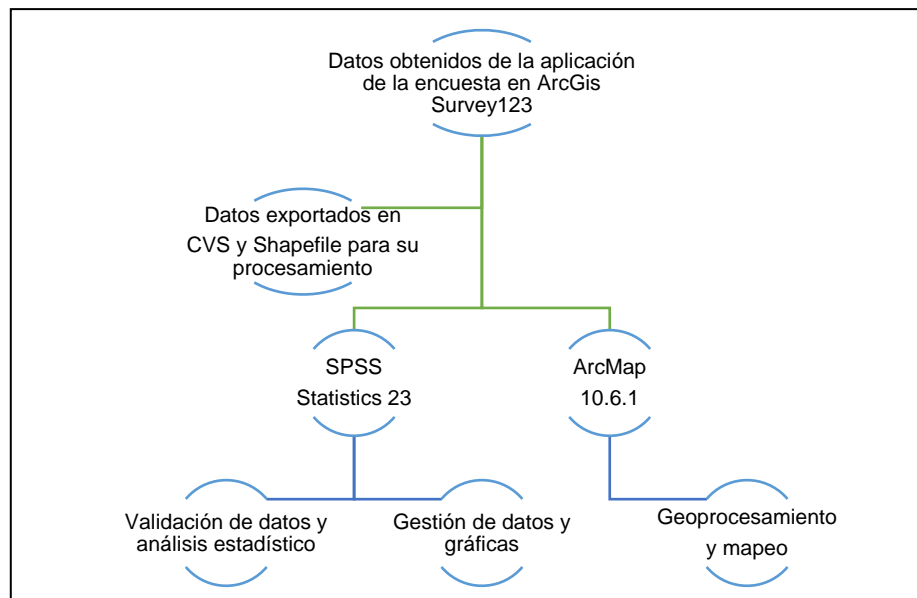 Datos obtenidos de la aplicación
de la encuesta en ArcGis
Survey123
Datos exportados en
CVS y Shapefile para su
procesamiento
SPSS
Statistics 23
ArcMap
10.6.1
Validación de datos y
análisis estadístico
Gestión de datos y
gráficas
Geoprocesamiento
y mapeo